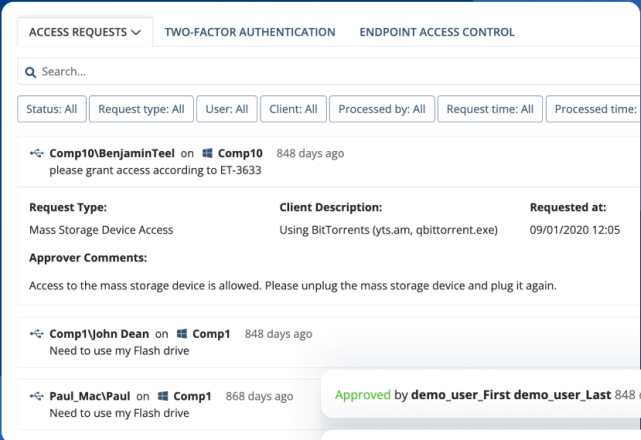 ACCESS REQUESTS TWO-FACTOR AUTHENTICATION ENDPOINT ACCESS CONTROL
Search...
Status: All Request type: All User: All Client: All Processed by: All Request time: All Processed time:
Comp10\BenjaminTeel on Comp10 848 days ago
please grant access according to ET-3633
Request Type: Client Description: Requested at:
Mass Storage Device Access Using BitTorrents (yts.am, qbittorrent.exe) 09/01/2020 12:05
Approver Comments:
Access to the mass storage device is allowed. Please unplug the mass storage device and plug it again.
Comp1\John Dean on Comp1 848 days ago
Need to use my Flash drive
Paul_Mac\Paul on Comp1 868 days ago
Need to use my Flash drive
Approved by demo_user_First demo_user_Last 848